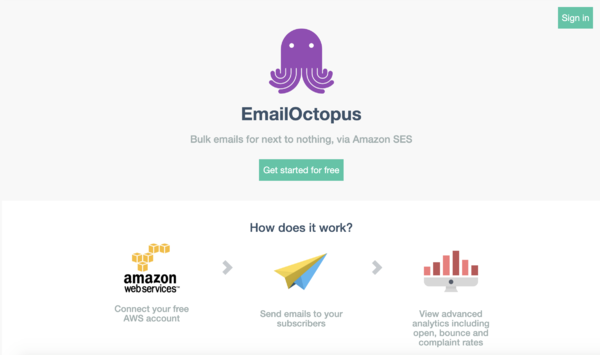 Sign in
EmailOctopus
Bulk emails for next to nothing, via Amazon SES
Get started for free
How does it work?
amazon
web services™
Connect your free
AWS account
Send emails to your
subscribers
View advanced
analytics including
open, bounce and
complaint rates